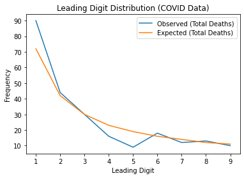 Leading Digit Distribution (COVID Data)
Observed (Total Deaths)
Expected (Total Deaths)
90
80
70
60
50
40
30
20
10
Frequency
1 2 3 4 5 6 7 8 9
Leading Digit